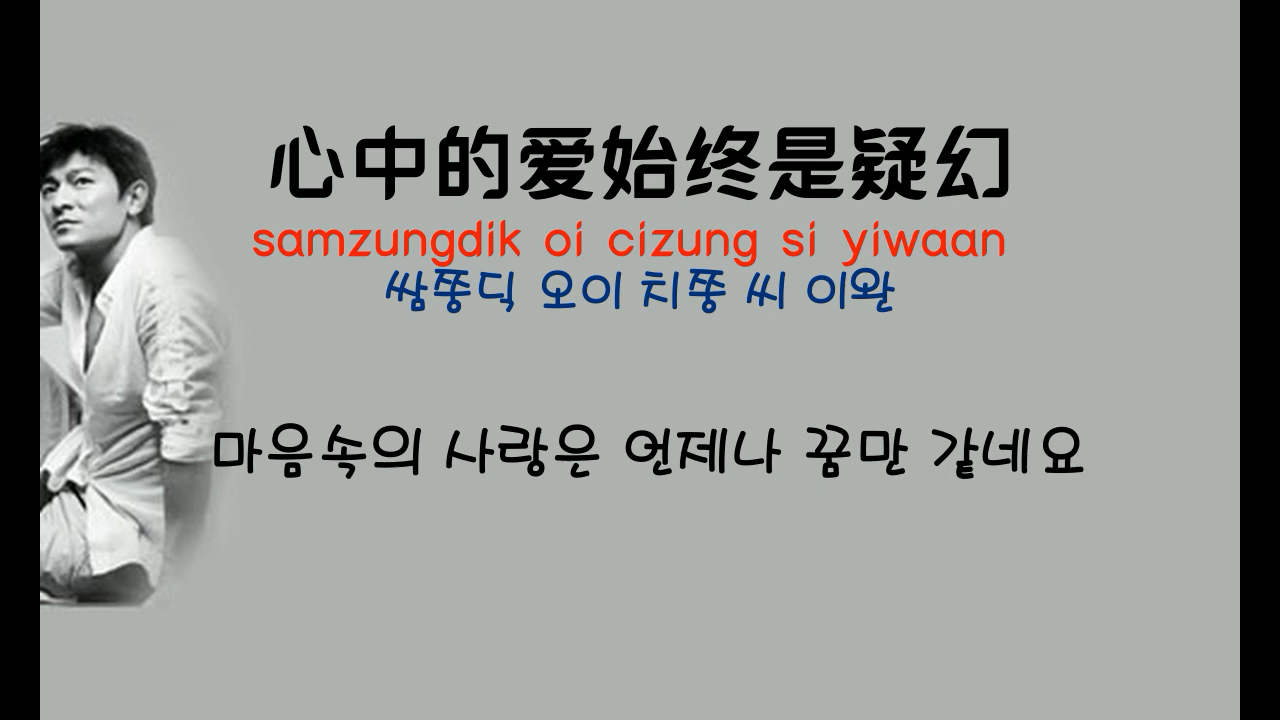 心中的爱始终是疑幻
samzungdik oi cizung si yiwaan
쌈쭝딕 오이 치쭝 씨 이완
마음속의 사랑은 언제나 꿈만 같네요